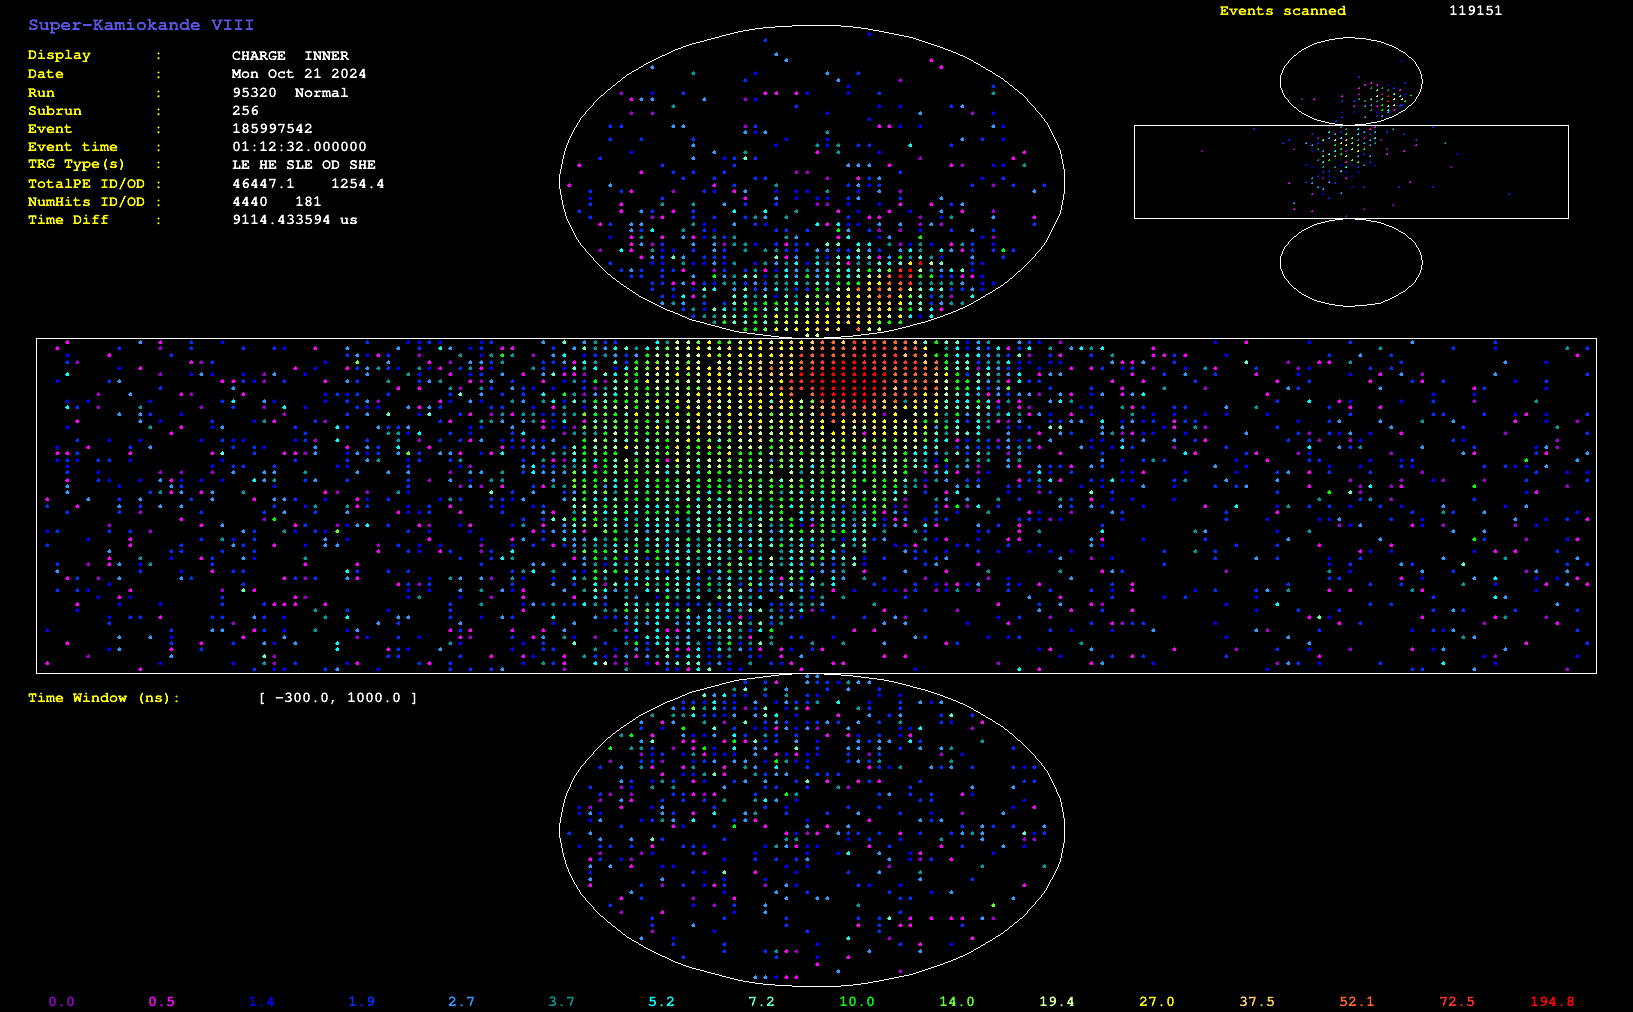 Super-Kamiokande VIII
Events scanned 119151
Display : CHARGE INNER
Date : Mon Oct 21 2024
Run : 95320 Normal
Subrun : 256
Event : 185997542
Event time : 01:12:32.000000
TRG Type(s) : LE HE SLE OD SHE
TotalPE ID/OD : 46447.1 1254.4
NumHits ID/OD : 4440 181
Time Diff : 9114.433594 us
Time Window (ns): [ −300.0, 1000.0 ]
0.0 0.5 1.4 1.9 2.7 3.7 5.2 7.2 10.0 14.0 19.4 27.0 37.5 52.1 72.5 194.8